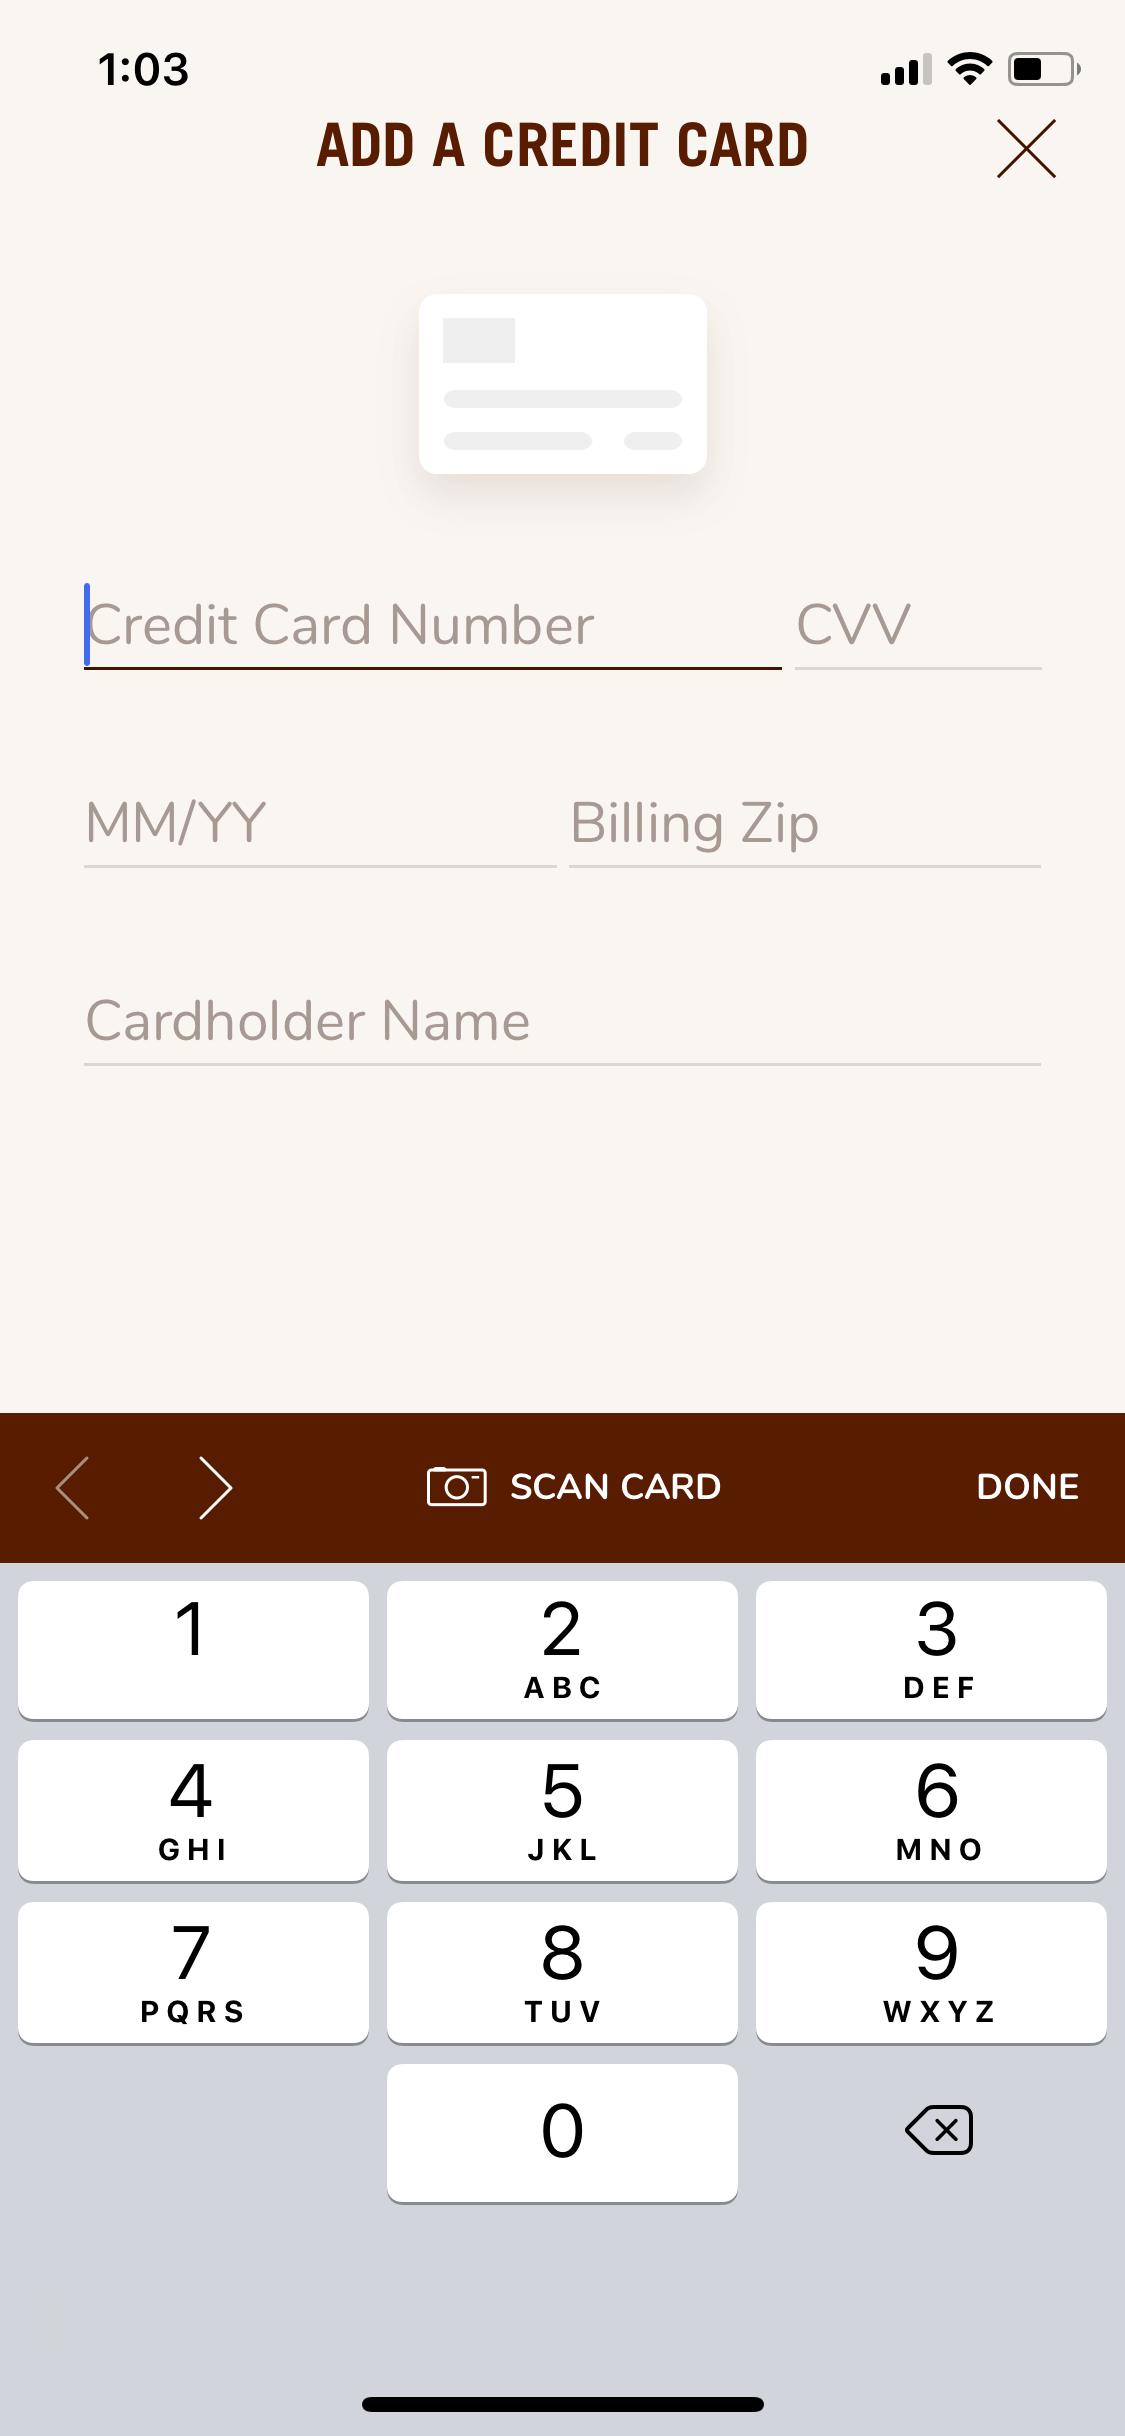 1:03
ADD A CREDIT CARD
Credit Card Number CVV
MM/YY Billing Zip
Cardholder Name
SCAN CARD DONE
1 2 3
ABC DEF
4 5 6
GHI JKL MNO
7 8 9
PQRS TUV WXYZ
0